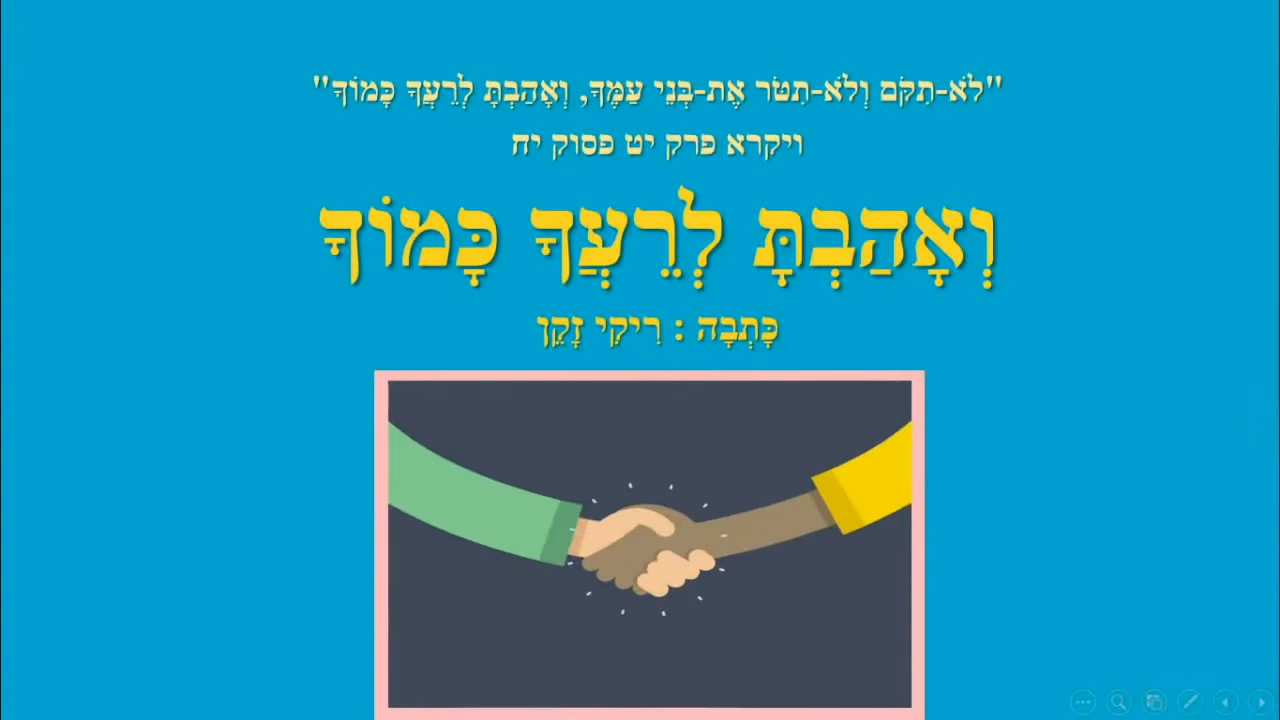 "לֹא-תִקֹּם וְלֹא-תִטֹּר אֶת-בְּנֵי עַמֶּךָ, וְאָהַבְתָּ לְרֵעֲךָ כָּמוֹךָ"
ויקרא פרק יט פסוק יח
וְאָהַבְתָּ לְרֵעֲךָ כָּמוֹךָ
כָּתְבָה : רִיקִי זָקֵן